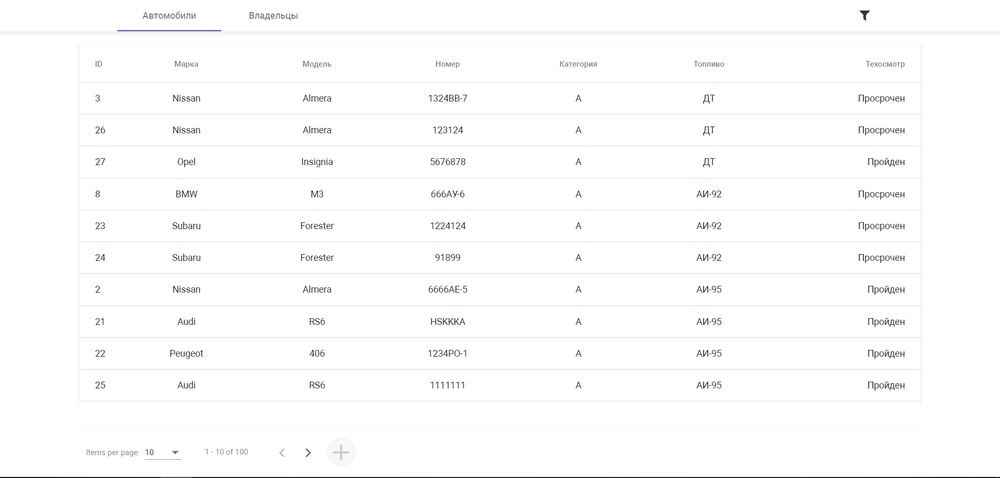 Автомобили Владельцы
ID Марка Модель Номер Категория Топливо Техосмотр
3 Nissan Almera 1324BB-7 A ДТ Просрочен
26 Nissan Almera 123124 A ДТ Просрочен
27 Opel Insignia 5676878 A ДТ Пройден
8 BMW M3 666АУ-6 A АИ-92 Просрочен
23 Subaru Forester 1224124 A АИ-92 Просрочен
24 Subaru Forester 91899 A АИ-92 Просрочен
2 Nissan Almera 6666AE-5 A АИ-95 Пройден
21 Audi RS6 HSKKKA A АИ-95 Пройден
22 Peugeot 406 1234PO-1 A АИ-95 Пройден
25 Audi RS6 1111111 A АИ-95 Пройден
Items per page: 10 1 - 10 of 100